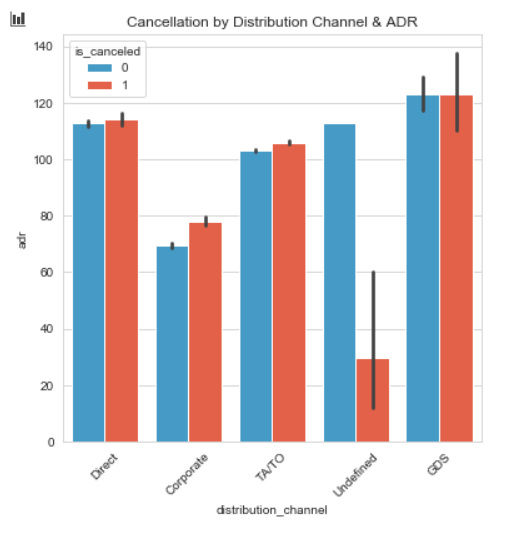 Cancellation by Distribution Channel & ADR
is_canceled
0
1
140
120
100
80
60
40
20
0
adr
Direct
Corporate
TA/TO
Undefined
GDS
distribution_channel